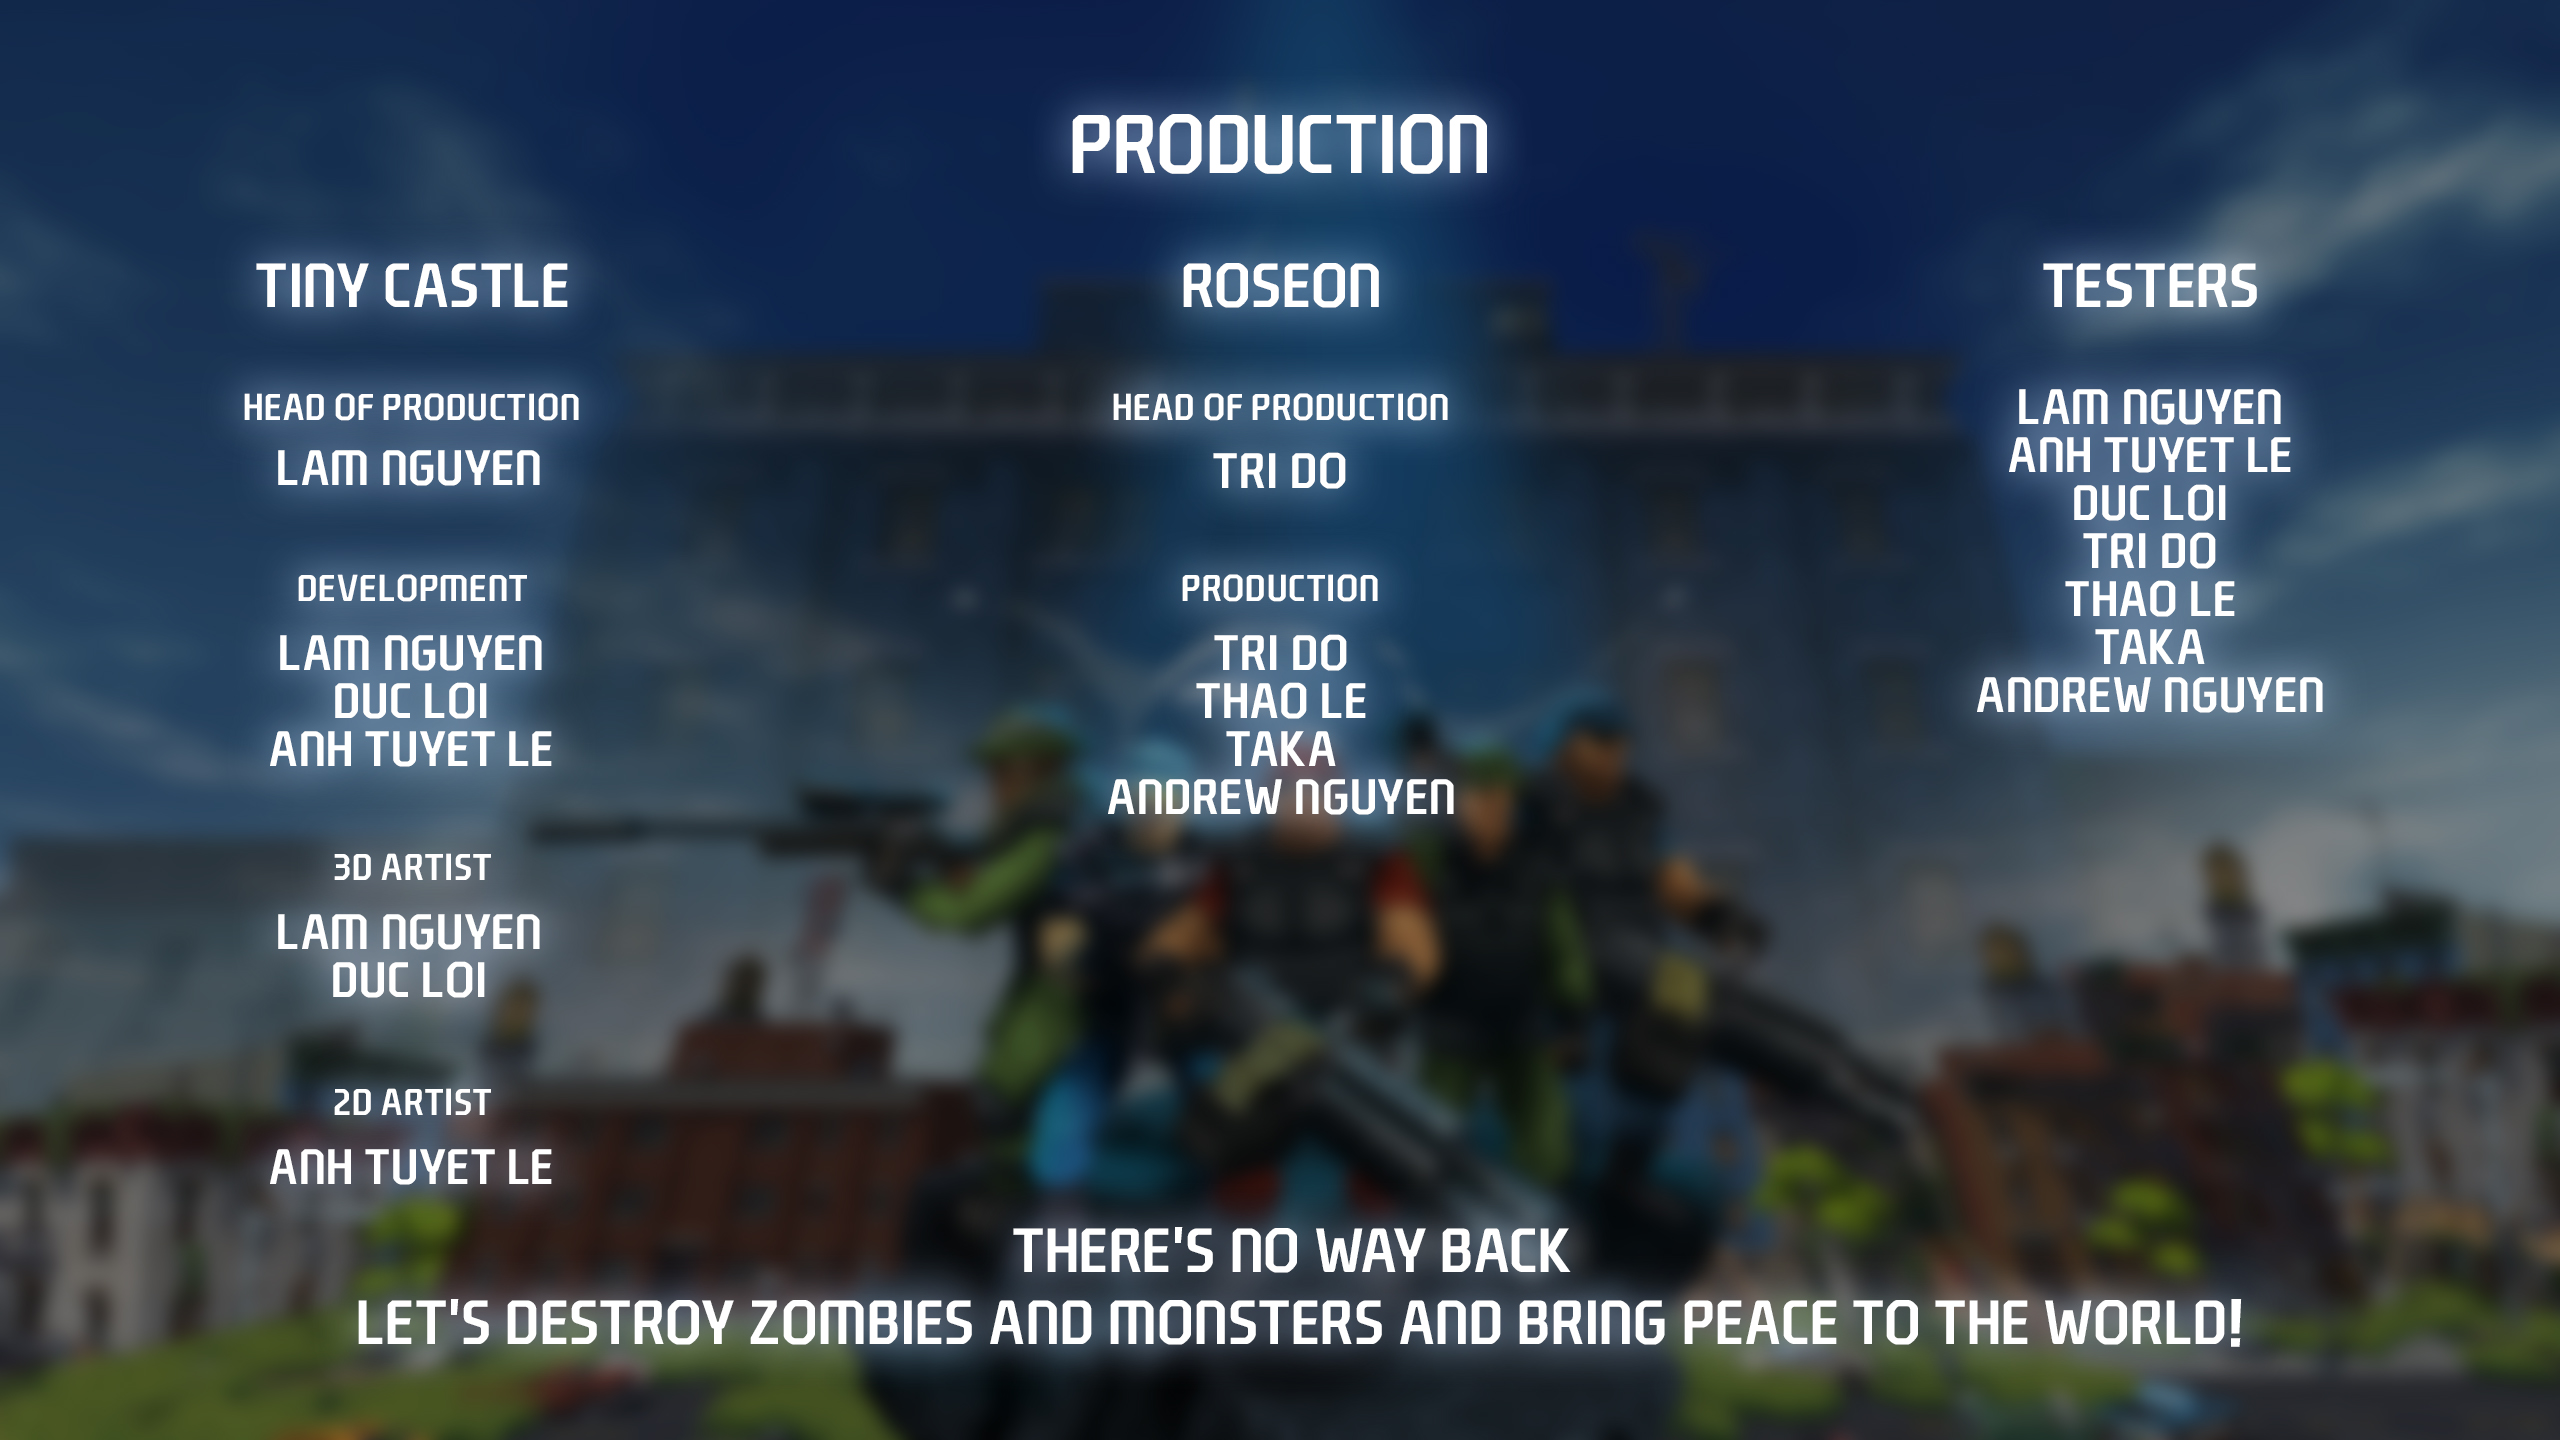 PRODUCTION
TINY CASTLE
HEAD OF PRODUCTION
LAM NGUYEN
DEVELOPMENT
LAM NGUYEN
DUC LOI
ANH TUYET LE
3D ARTIST
LAM NGUYEN
DUC LOI
2D ARTIST
ANH TUYET LE
ROSEON
HEAD OF PRODUCTION
TRI DO
PRODUCTION
TRI DO
THAO LE
TAKA
ANDREW NGUYEN
TESTERS
LAM NGUYEN
ANH TUYET LE
DUC LOI
TRI DO
THAO LE
TAKA
ANDREW NGUYEN
THERE'S NO WAY BACK
LET'S DESTROY ZOMBIES AND MONSTERS AND BRING PEACE TO THE WORLD!